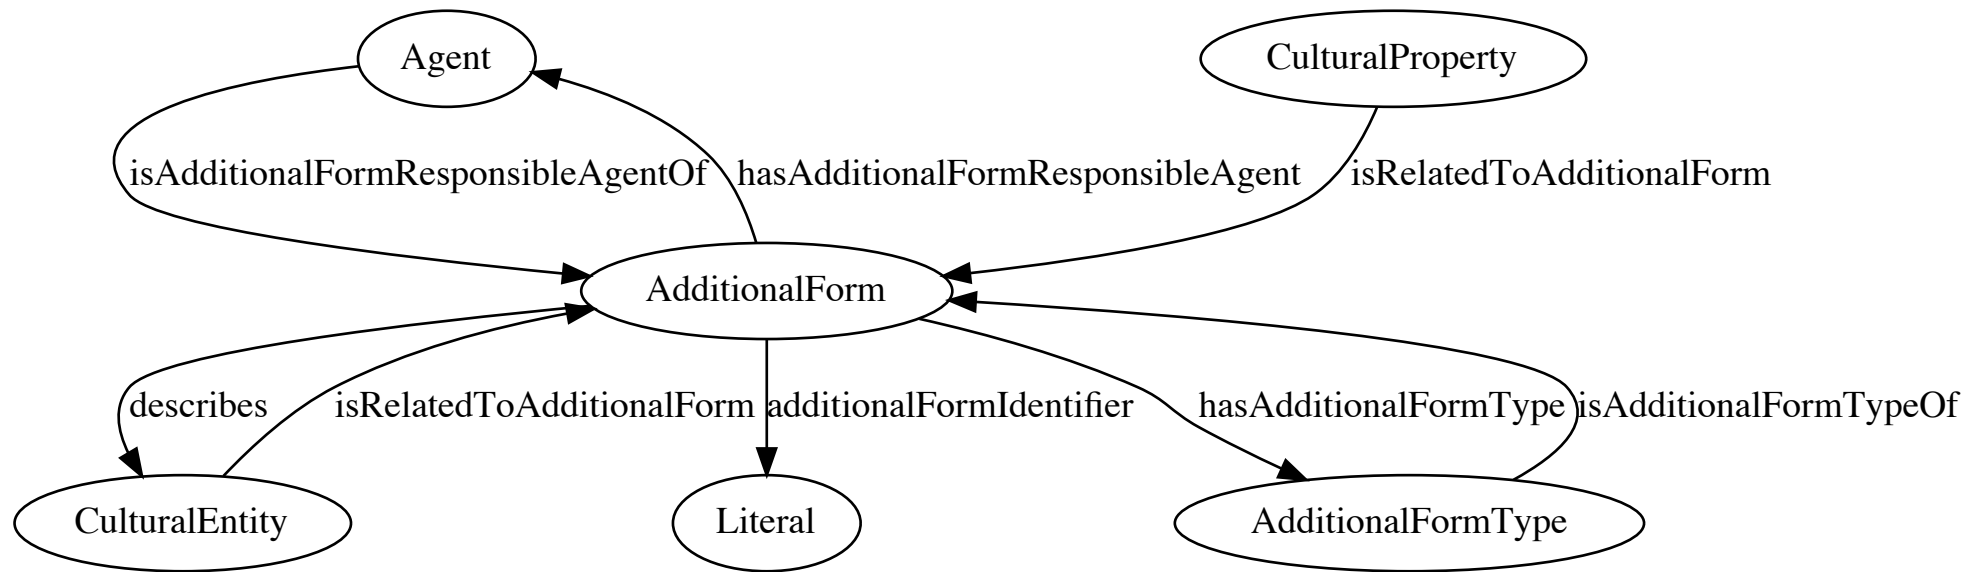 Agent
CulturalProperty
isAdditionalFormResponsibleAgentOf
hasAdditionalFormResponsibleAgent
isRelatedToAdditionalForm
AdditionalForm
describes
isRelatedToAdditionalForm
additionalFormIdentifier
hasAdditionalFormType
isAdditionalFormTypeOf
CulturalEntity
Literal
AdditionalFormType